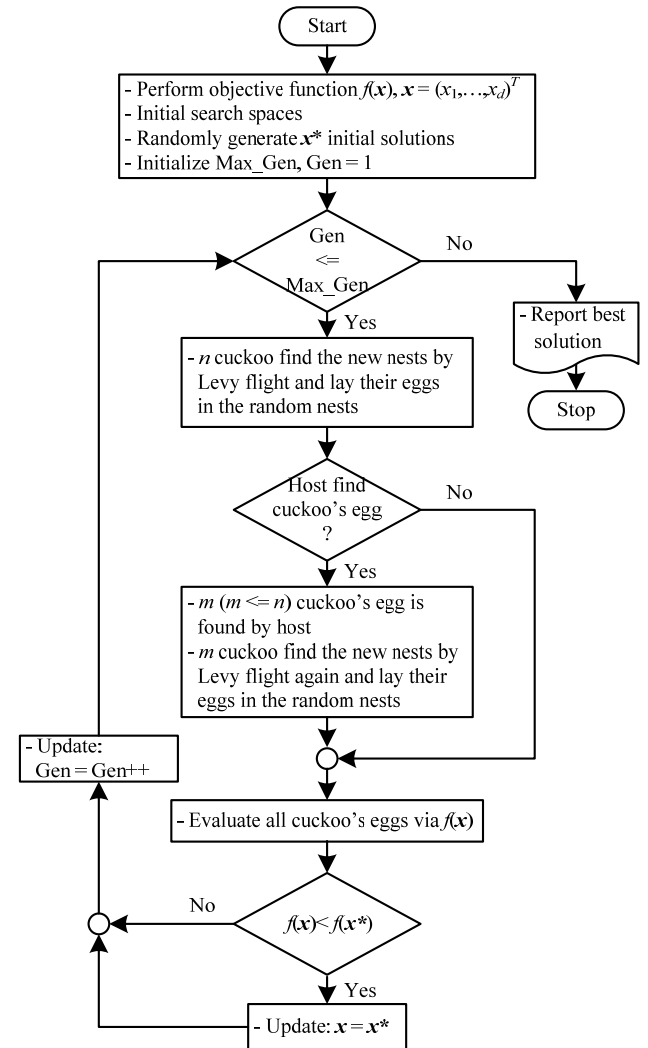 Start
- Perform objective function f(x), x = (x1,…,xd)T
- Initial search spaces
- Randomly generate x* initial solutions
- Initialize Max_Gen, Gen = 1
Gen
<=
Max_Gen
No
- Report best
solution
Stop
Yes
- n cuckoo find the new nests by
Levy flight and lay their eggs
in the random nests
Host find
cuckoo's egg
?
No
Yes
- m (m <= n) cuckoo's egg is
found by host
- m cuckoo find the new nests by
Levy flight again and lay their
eggs in the random nests
- Update:
Gen = Gen++
- Evaluate all cuckoo's eggs via f(x)
f(x)< f(x*)
No
Yes
- Update: x = x*